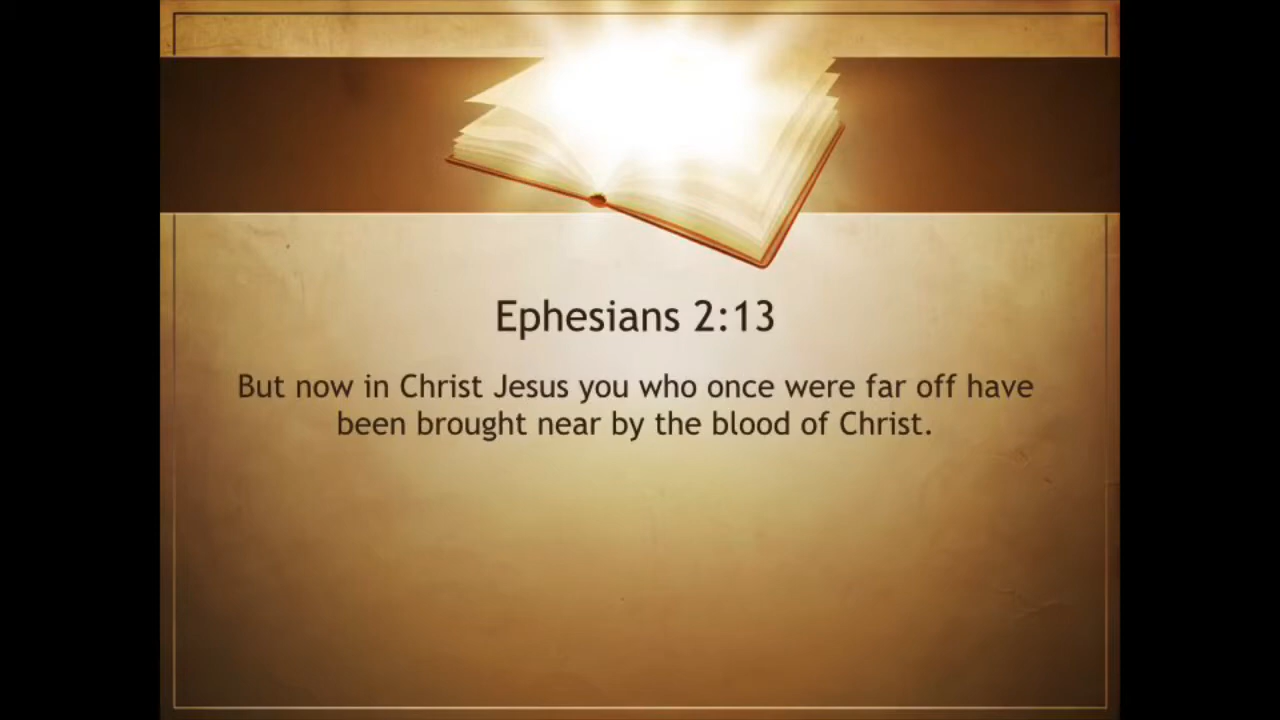 Ephesians 2:13
But now in Christ Jesus you who once were far off have
been brought near by the blood of Christ.